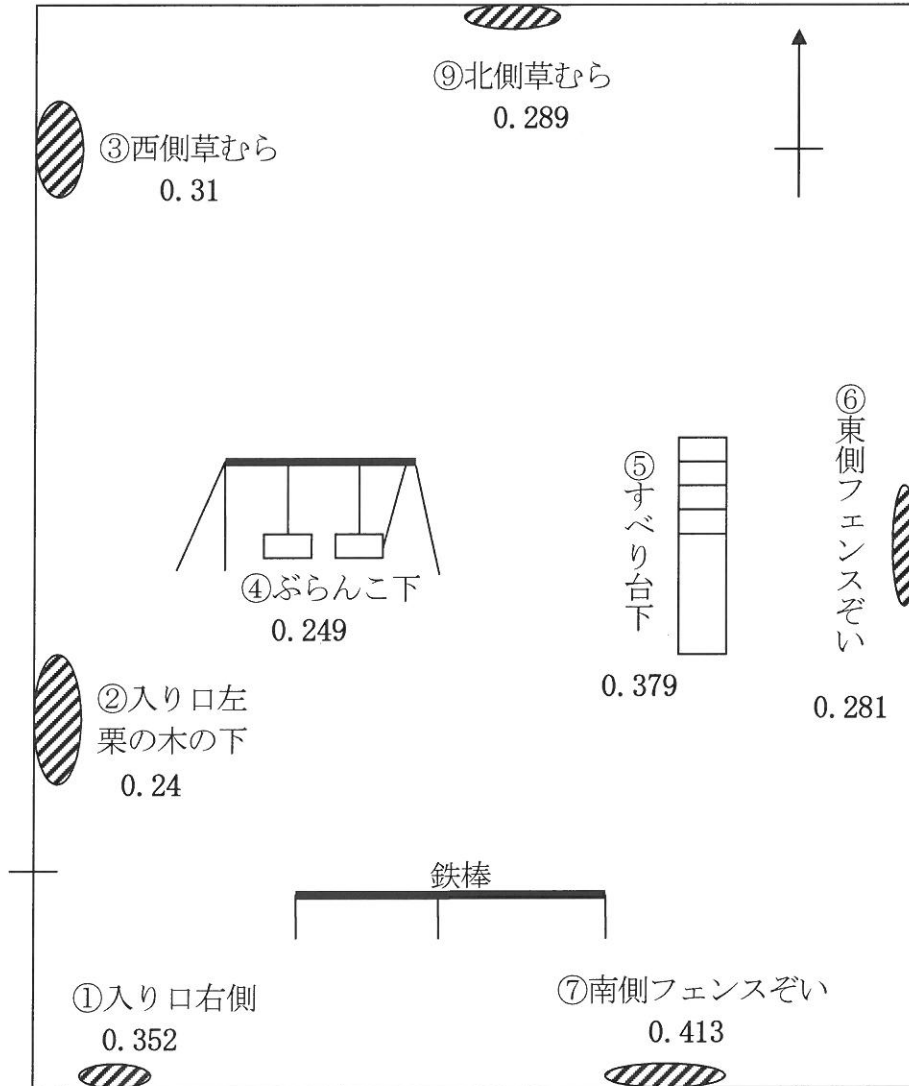 ⑨北側草むら
0.289
③西側草むら
0.31
⑥東側フェンスぞい
0.281
⑤すべり台下
0.379
④ぶらんこ下
0.249
②入り口左
栗の木の下
0.24
鉄棒
①入り口右側
0.352
⑦南側フェンスぞい
0.413